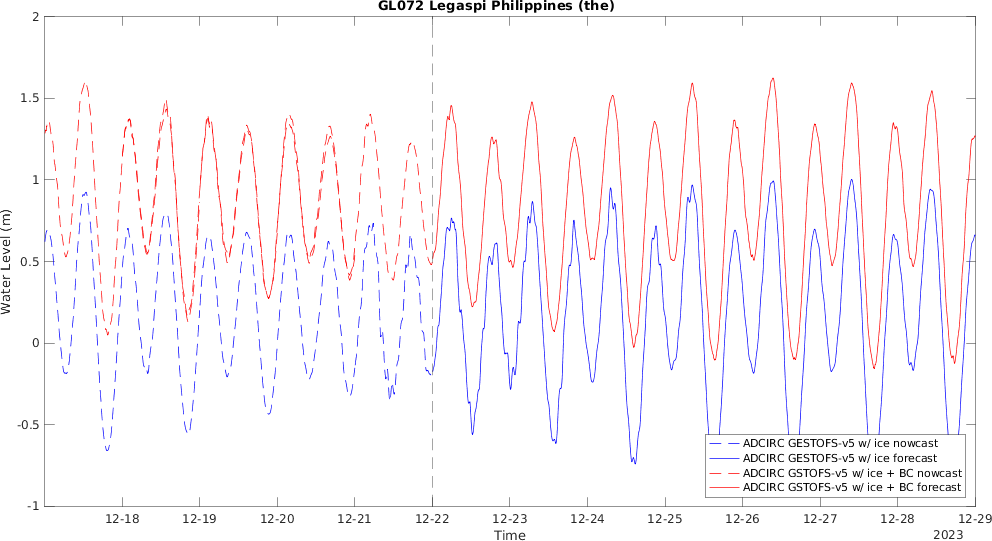 GL072 Legaspi Philippines (the)
2
1.5
1
0.5
0
-0.5
-1
Water Level (m)
ADCIRC GESTOFS-v5 w/ ice nowcast
ADCIRC GESTOFS-v5 w/ ice forecast
ADCIRC GSTOFS-v5 w/ ice + BC nowcast
ADCIRC GSTOFS-v5 w/ ice + BC forecast
12-18 12-19 12-20 12-21 12-22 12-23 12-24 12-25 12-26 12-27 12-28 12-29
Time
2023